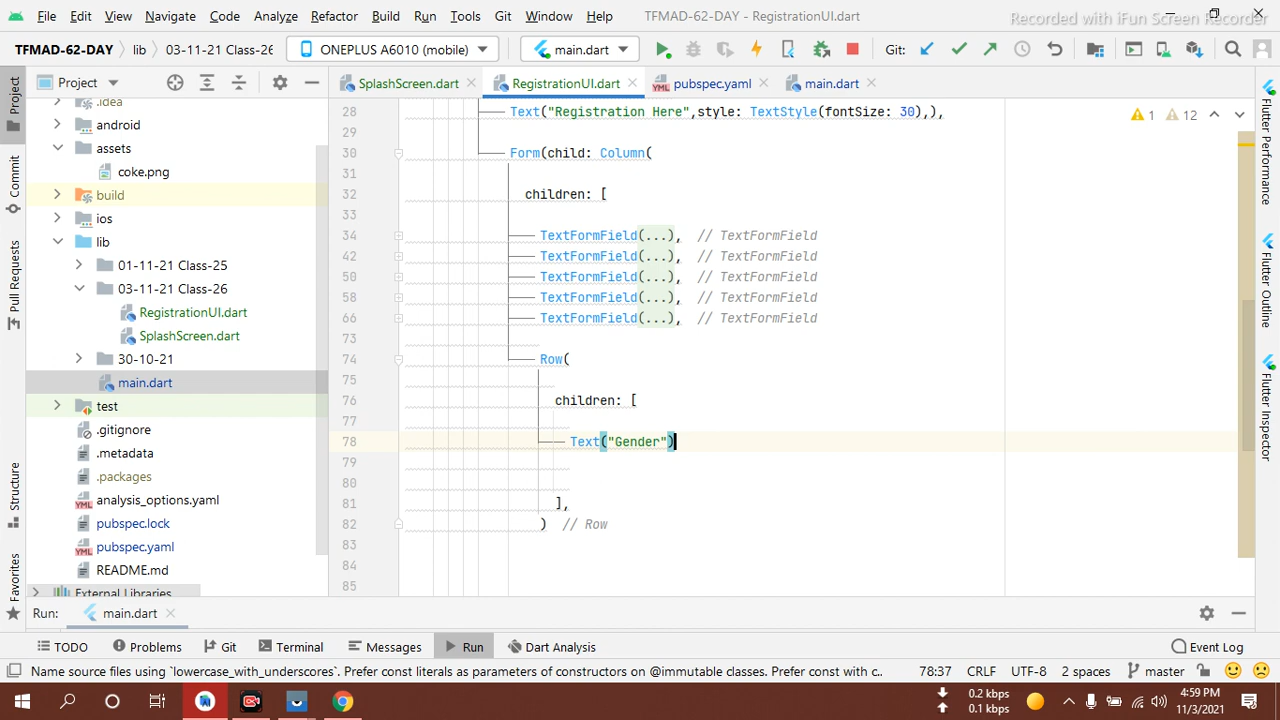 File Edit View Navigate Code Analyze Refactor Build Run Tools Git Window Help TFMAD-62-DAY - RegistrationUI.dart
Recorded with iFun Screen Recorder
TFMAD-62-DAY lib 03-11-21 Class-26 ONEPLUS A6010 (mobile) main.dart Git:
Project SplashScreen.dart RegistrationUI.dart pubspec.yaml main.dart
.idea
android
assets
coke.png
build
ios
lib
01-11-21 Class-25
03-11-21 Class-26
RegistrationUI.dart
SplashScreen.dart
30-10-21
main.dart
test
.gitignore
.metadata
.packages
analysis_options.yaml
pubspec.lock
pubspec.yaml
README.md
External Libraries
Project
Commit
Pull Requests
Structure
Favorites
28 Text("Registration Here",style: TextStyle(fontSize: 30),),
29
30 Form(child: Column(
31
32 children: [
33
34 TextFormField(...), // TextFormField
42 TextFormField(...), // TextFormField
50 TextFormField(...), // TextFormField
58 TextFormField(...), // TextFormField
66 TextFormField(...), // TextFormField
73
74 Row(
75
76 children: [
77
78 Text("Gender")
79
80
81 ],
82 ) // Row
83
84
85
1 12
Flutter Performance
Flutter Outline
Flutter Inspector
Run: main.dart
TODO Problems Git Terminal Messages Run Dart Analysis Event Log
Name source files using `lowercase_with_underscores`. Prefer const literals as parameters of constructors on @immutable classes. Prefer const with c... 78:37 CRLF UTF-8 2 spaces master
0.2 kbps
0.1 kbps
4:59 PM
11/3/2021